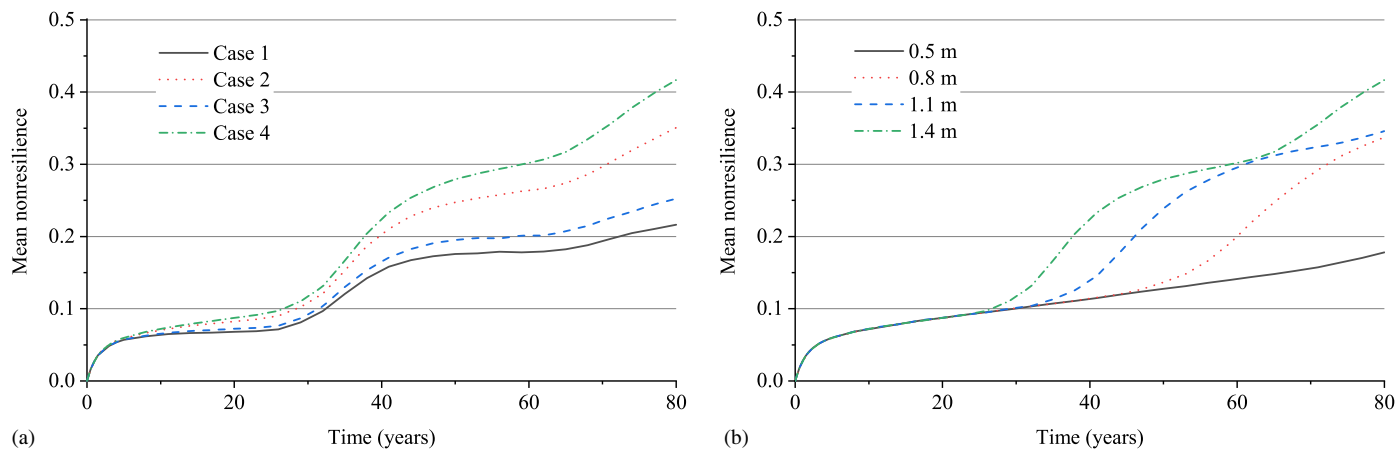 0.5
0.4
0.3
0.2
0.1
0.0
Mean nonresilience
Case 1
Case 2
Case 3
Case 4
0 20 40 60 80
(a) Time (years)
0.5
0.4
0.3
0.2
0.1
0.0
Mean nonresilience
0.5 m
0.8 m
1.1 m
1.4 m
0 20 40 60 80
(b) Time (years)